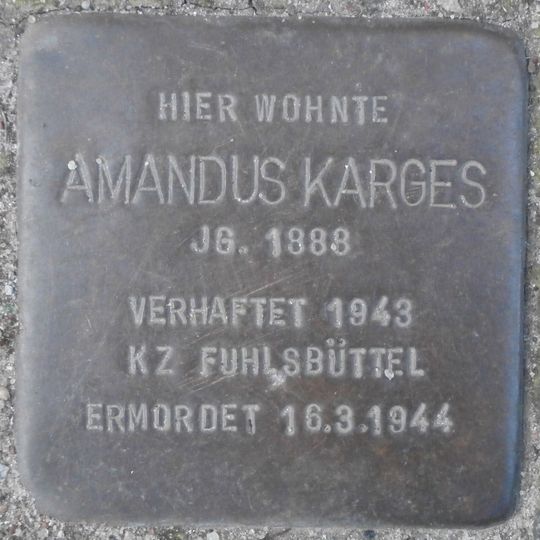 HIER WOHNTE
AMANDUS KARGES
JG. 1888
VERHAFTET 1943
KZ FUHLSBÜTTEL
ERMORDET 16.3.1944